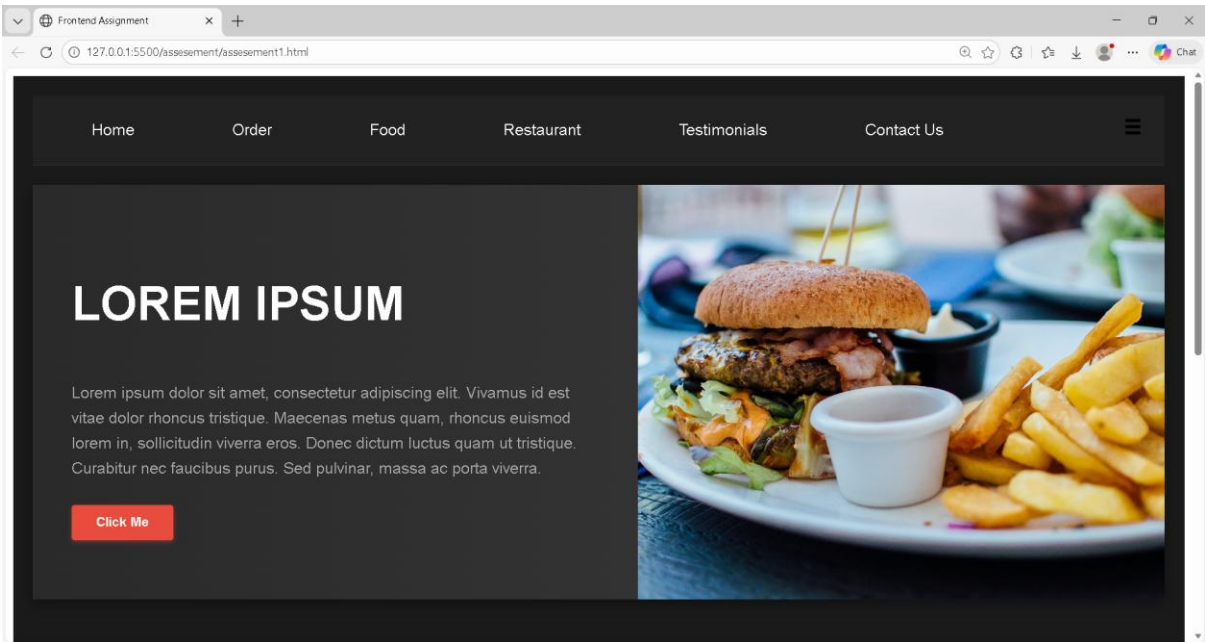 Frontend Assignment
127.0.0.1:5500/assesement/assesement1.html
Chat
Home Order Food Restaurant Testimonials Contact Us
LOREM IPSUM
Lorem ipsum dolor sit amet, consectetur adipiscing elit. Vivamus id est
vitae dolor rhoncus tristique. Maecenas metus quam, rhoncus euismod
lorem in, sollicitudin viverra eros. Donec dictum luctus quam ut tristique.
Curabitur nec faucibus purus. Sed pulvinar, massa ac porta viverra.
Click Me